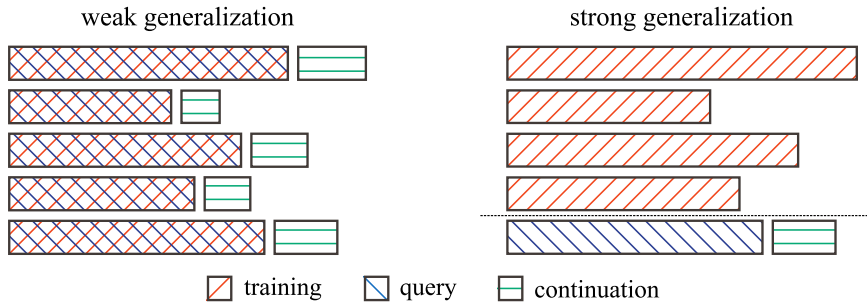 weak generalization
strong generalization
training
query
continuation